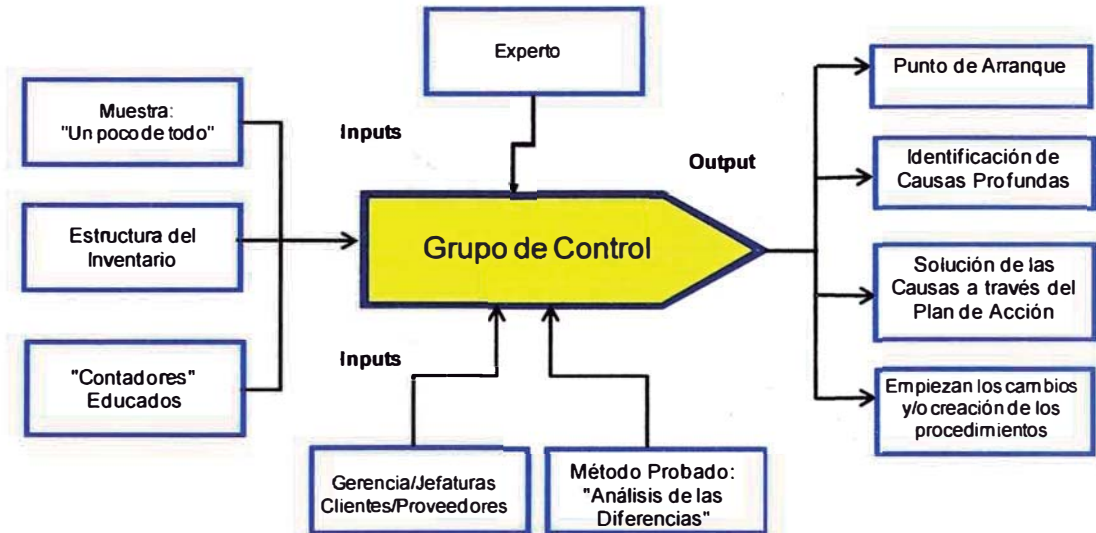 Experto
Muestra:
"Un poco de todo"
Estructura del
Inventario
"Contadores"
Educados
Inputs
Output
Grupo de Control
Inputs
Gerencia/Jefaturas
Clientes/Proveedores
Método Probado:
"Análisis de las
Diferencias"
Punto de Arranque
Identificación de
Causas Profundas
Solución de las
Causas a través del
Plan de Acción
Empiezan los cambios
y/o creación de los
procedimientos